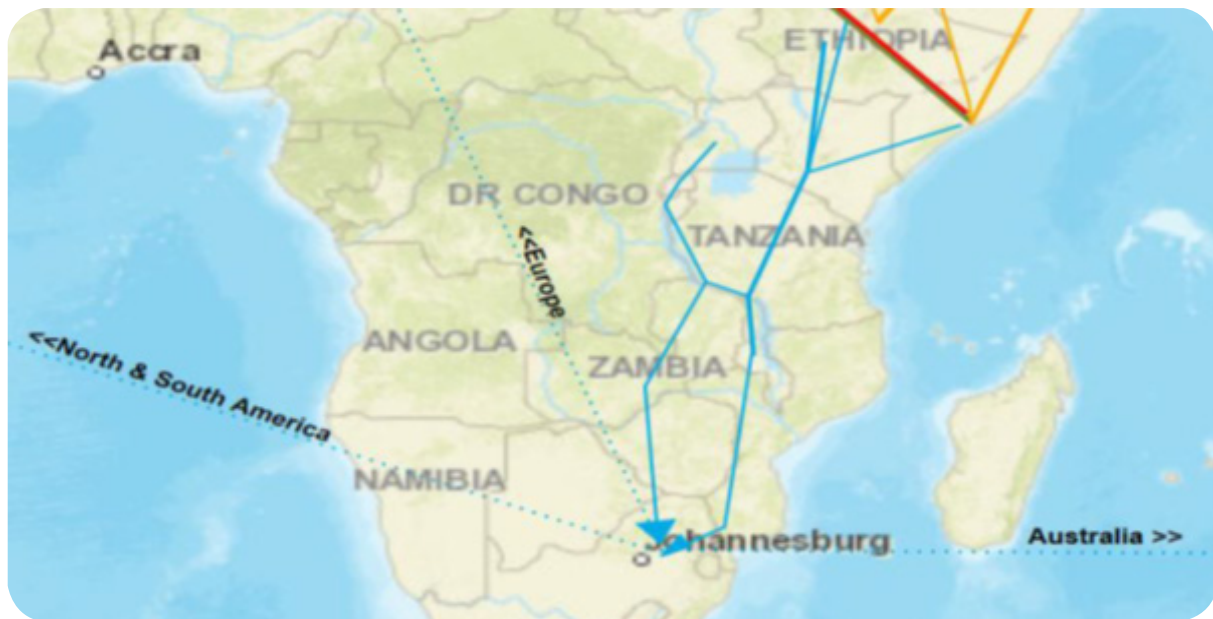 Accra
ETHIOPIA
DR CONGO
TANZANIA
<<Europe
ANGOLA
ZAMBIA
<<North & South America
NAMIBIA
Johannesburg
Australia >>